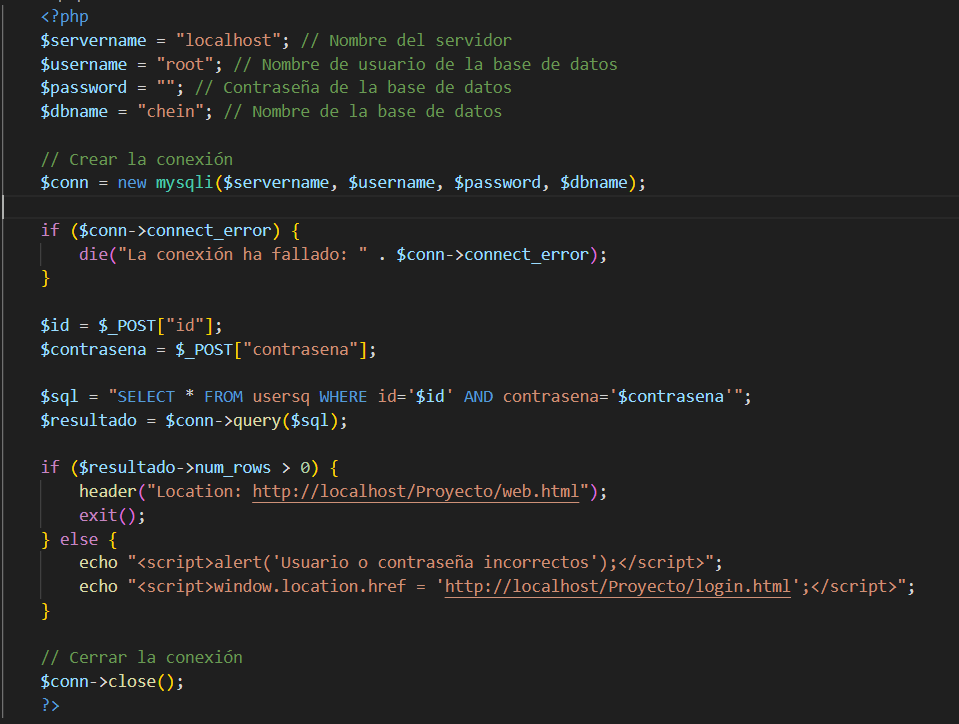 <?php
$servername = "localhost"; // Nombre del servidor
$username = "root"; // Nombre de usuario de la base de datos
$password = ""; // Contraseña de la base de datos
$dbname = "chein"; // Nombre de la base de datos
// Crear la conexión
$conn = new mysqli($servername, $username, $password, $dbname);
if ($conn->connect_error) {
    die("La conexión ha fallado: " . $conn->connect_error);
}
$id = $_POST["id"];
$contrasena = $_POST["contrasena"];
$sql = "SELECT * FROM usersq WHERE id='$id' AND contrasena='$contrasena'";
$resultado = $conn->query($sql);
if ($resultado->num_rows > 0) {
    header("Location: http://localhost/Proyecto/web.html");
    exit();
} else {
    echo "<script>alert('Usuario o contraseña incorrectos');</script>";
    echo "<script>window.location.href = 'http://localhost/Proyecto/login.html';</script>";
}
// Cerrar la conexión
$conn->close();
?>